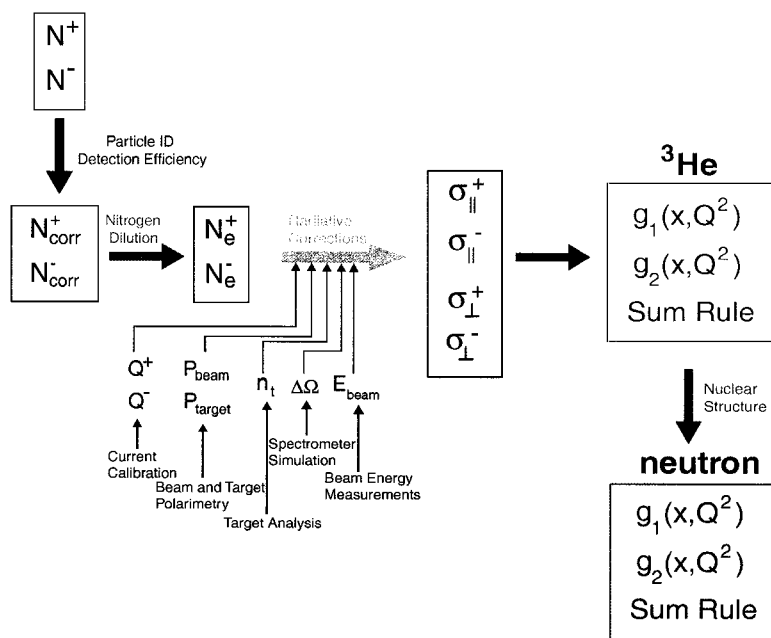 N⁺
N⁻
Particle ID
Detection Efficiency
N⁺corr
N⁻corr
Nitrogen
Dilution
N⁺e
N⁻e
Radiative
Corrections
σ∥⁺
σ∥⁻
σ⊥⁺
σ⊥⁻
³He
g₁(x,Q²)
g₂(x,Q²)
Sum Rule
Nuclear
Structure
neutron
g₁(x,Q²)
g₂(x,Q²)
Sum Rule
Q⁺
Q⁻
Pbeam
Ptarget
nt
ΔΩ
Ebeam
Current
Calibration
Beam and Target
Polarimetry
Target Analysis
Spectrometer
Simulation
Beam Energy
Measurements